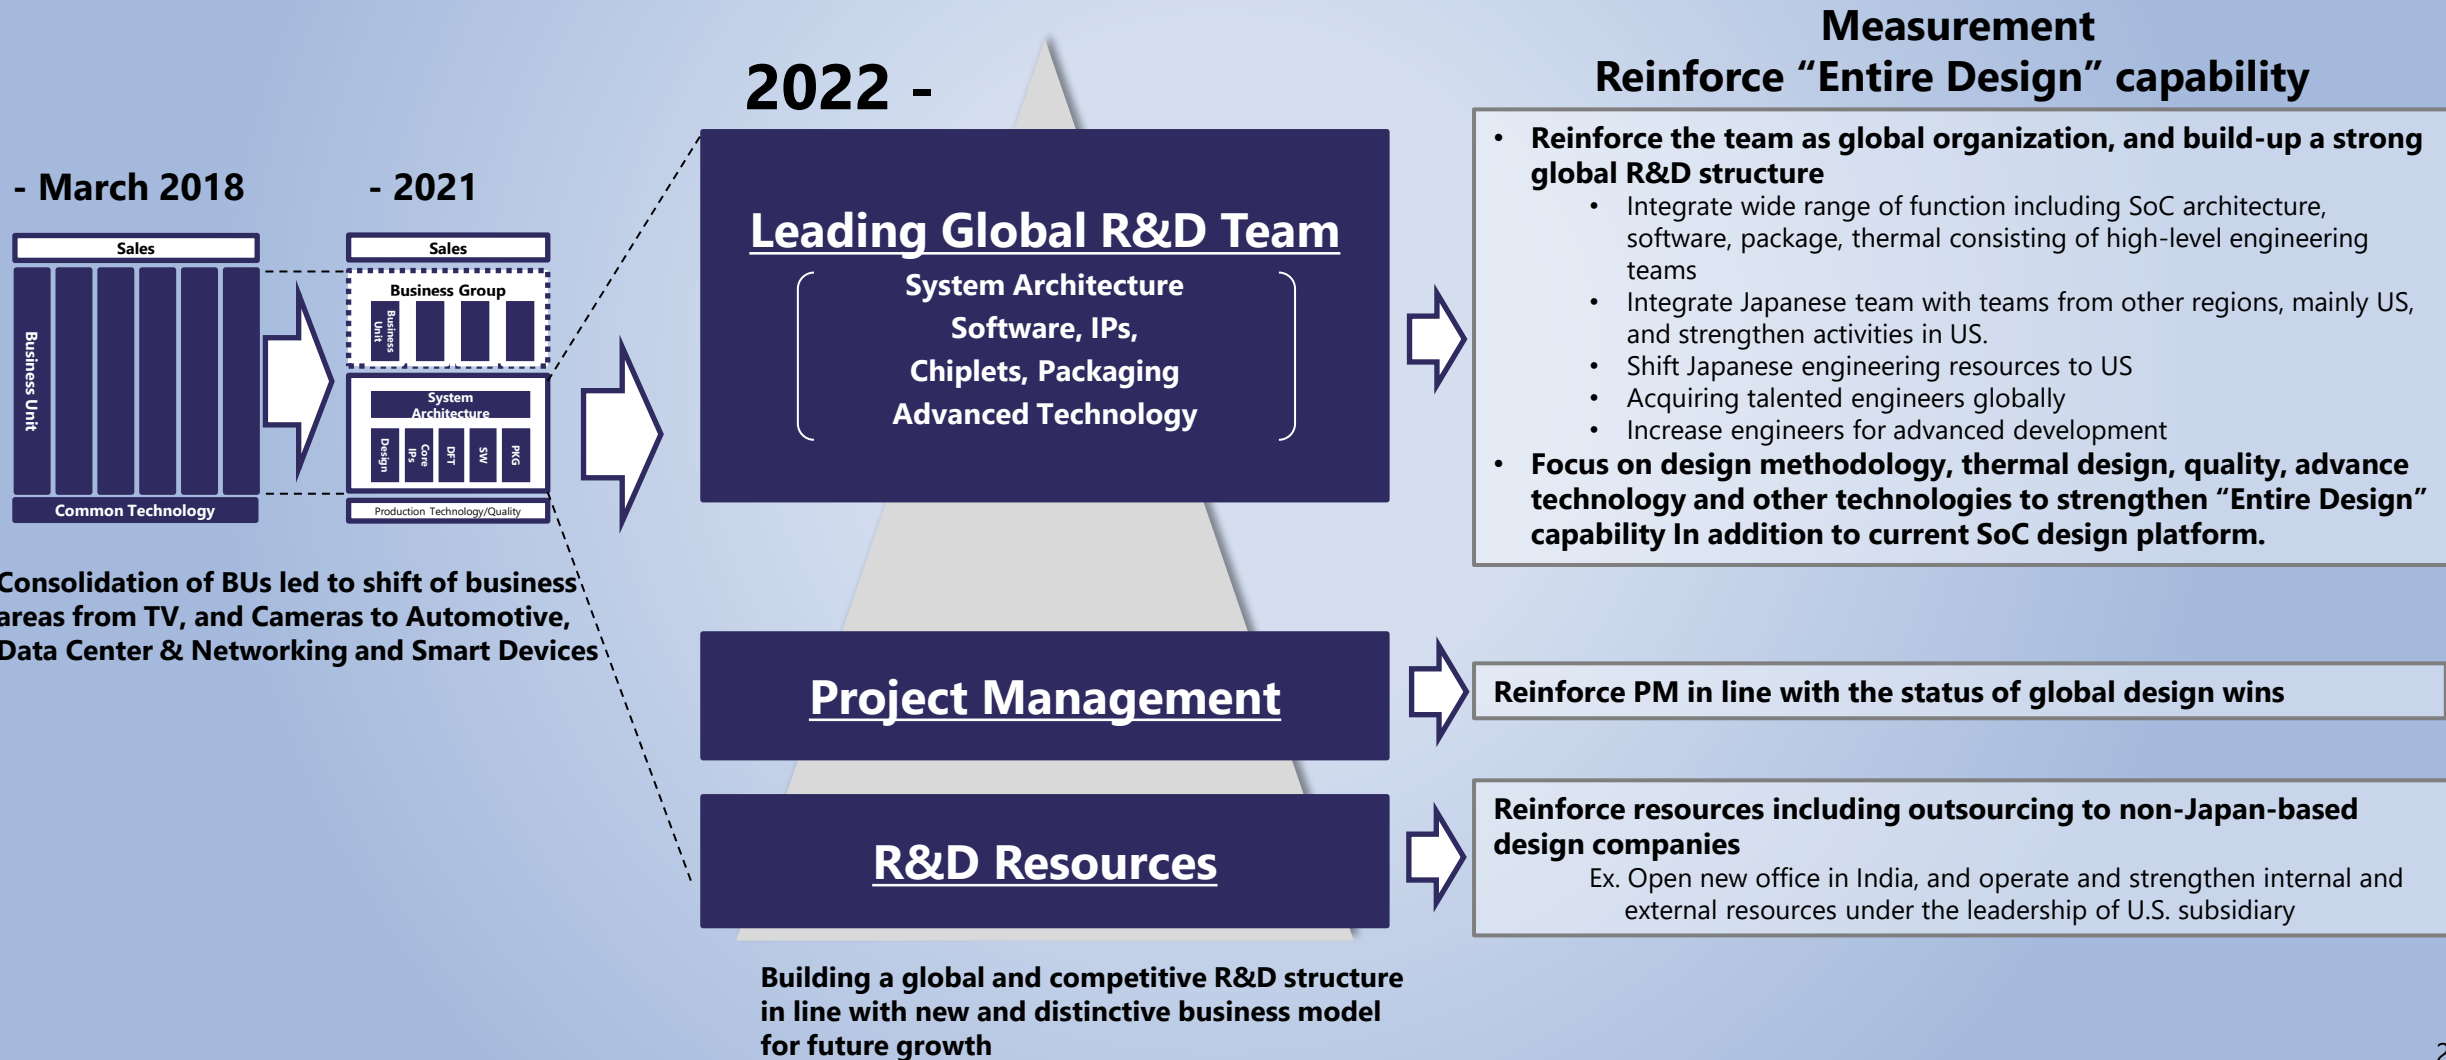 Measurement
Reinforce “Entire Design” capability
2022 -
- March 2018
- 2021
Sales
Business Unit
Common Technology
Sales
Business Group
Business
Unit
System
Architecture
Design
Core
IPs
DFT
SW
PKG
Production Technology/Quality
Consolidation of BUs led to shift of business
areas from TV, and Cameras to Automotive,
Data Center & Networking and Smart Devices
Leading Global R&D Team
System Architecture
Software, IPs,
Chiplets, Packaging
Advanced Technology
Project Management
R&D Resources
Building a global and competitive R&D structure
in line with new and distinctive business model
for future growth
• Reinforce the team as global organization, and build-up a strong
global R&D structure
• Integrate wide range of function including SoC architecture,
software, package, thermal consisting of high-level engineering
teams
• Integrate Japanese team with teams from other regions, mainly US,
and strengthen activities in US.
• Shift Japanese engineering resources to US
• Acquiring talented engineers globally
• Increase engineers for advanced development
• Focus on design methodology, thermal design, quality, advance
technology and other technologies to strengthen “Entire Design”
capability In addition to current SoC design platform.
Reinforce PM in line with the status of global design wins
Reinforce resources including outsourcing to non-Japan-based
design companies
Ex. Open new office in India, and operate and strengthen internal and
external resources under the leadership of U.S. subsidiary